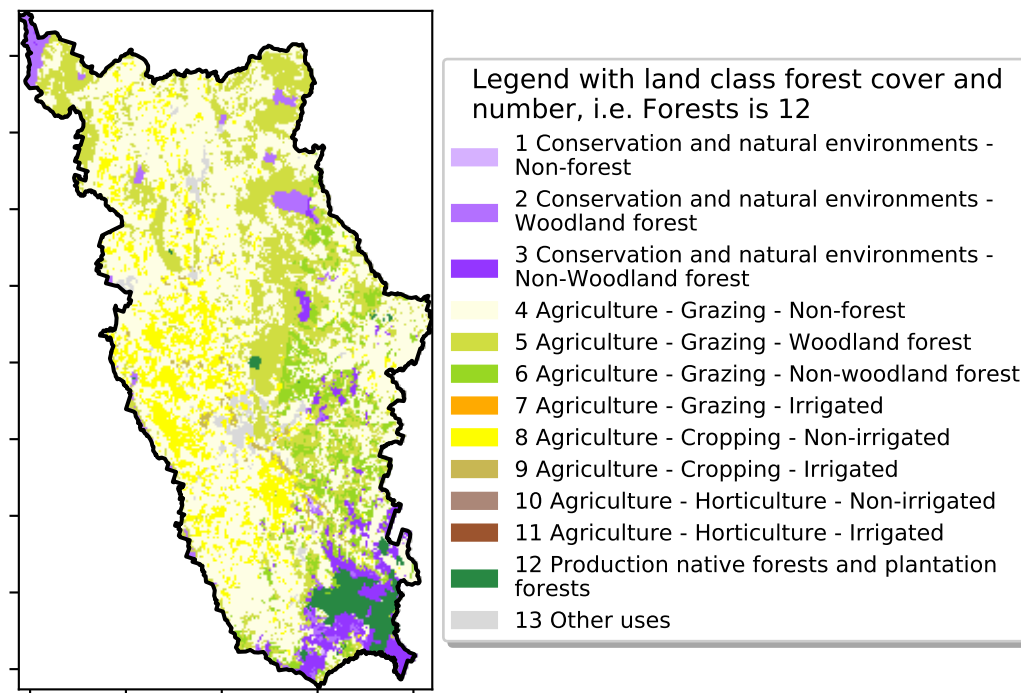 Legend with land class forest cover and
number, i.e. Forests is 12
1 Conservation and natural environments -
Non-forest
2 Conservation and natural environments -
Woodland forest
3 Conservation and natural environments -
Non-Woodland forest
4 Agriculture - Grazing - Non-forest
5 Agriculture - Grazing - Woodland forest
6 Agriculture - Grazing - Non-woodland forest
7 Agriculture - Grazing - Irrigated
8 Agriculture - Cropping - Non-irrigated
9 Agriculture - Cropping - Irrigated
10 Agriculture - Horticulture - Non-irrigated
11 Agriculture - Horticulture - Irrigated
12 Production native forests and plantation
forests
13 Other uses